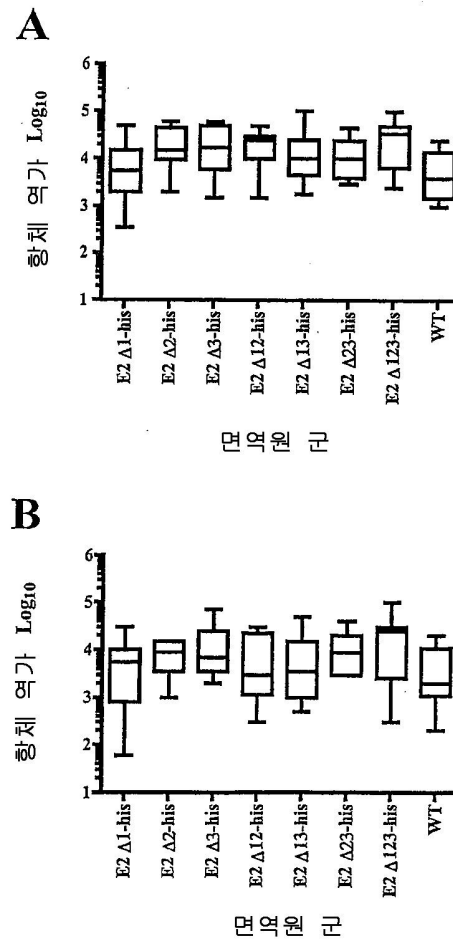 A
항체 역가 Log10
6
5
4
3
2
1
E2 Δ1-his
E2 Δ2-his
E2 Δ3-his
E2 Δ12-his
E2 Δ13-his
E2 Δ23-his
E2 Δ123-his
WT
면역원 군
B
항체 역가 Log10
6
5
4
3
2
1
E2 Δ1-his
E2 Δ2-his
E2 Δ3-his
E2 Δ12-his
E2 Δ13-his
E2 Δ23-his
E2 Δ123-his
WT
면역원 군